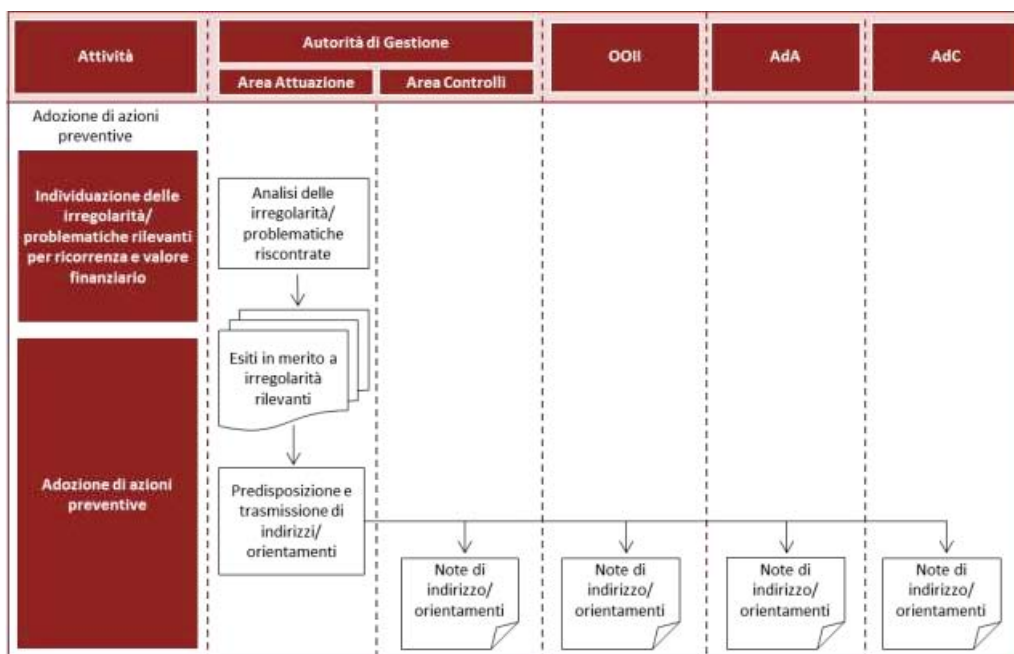 Attività
Autorità di Gestione
Area Attuazione
Area Controlli
OOII
AdA
AdC
Adozione di azioni
preventive
Individuazione delle
irregolarità/
problematiche rilevanti
per ricorrenza e valore
finanziario
Analisi delle
irregolarità/
problematiche
riscontrate
Esiti in merito a
irregolarità
rilevanti
Adozione di azioni
preventive
Predisposizione e
trasmissione di
indirizzi/
orientamenti
Note di
indirizzo/
orientamenti
Note di
indirizzo/
orientamenti
Note di
indirizzo/
orientamenti
Note di
indirizzo/
orientamenti